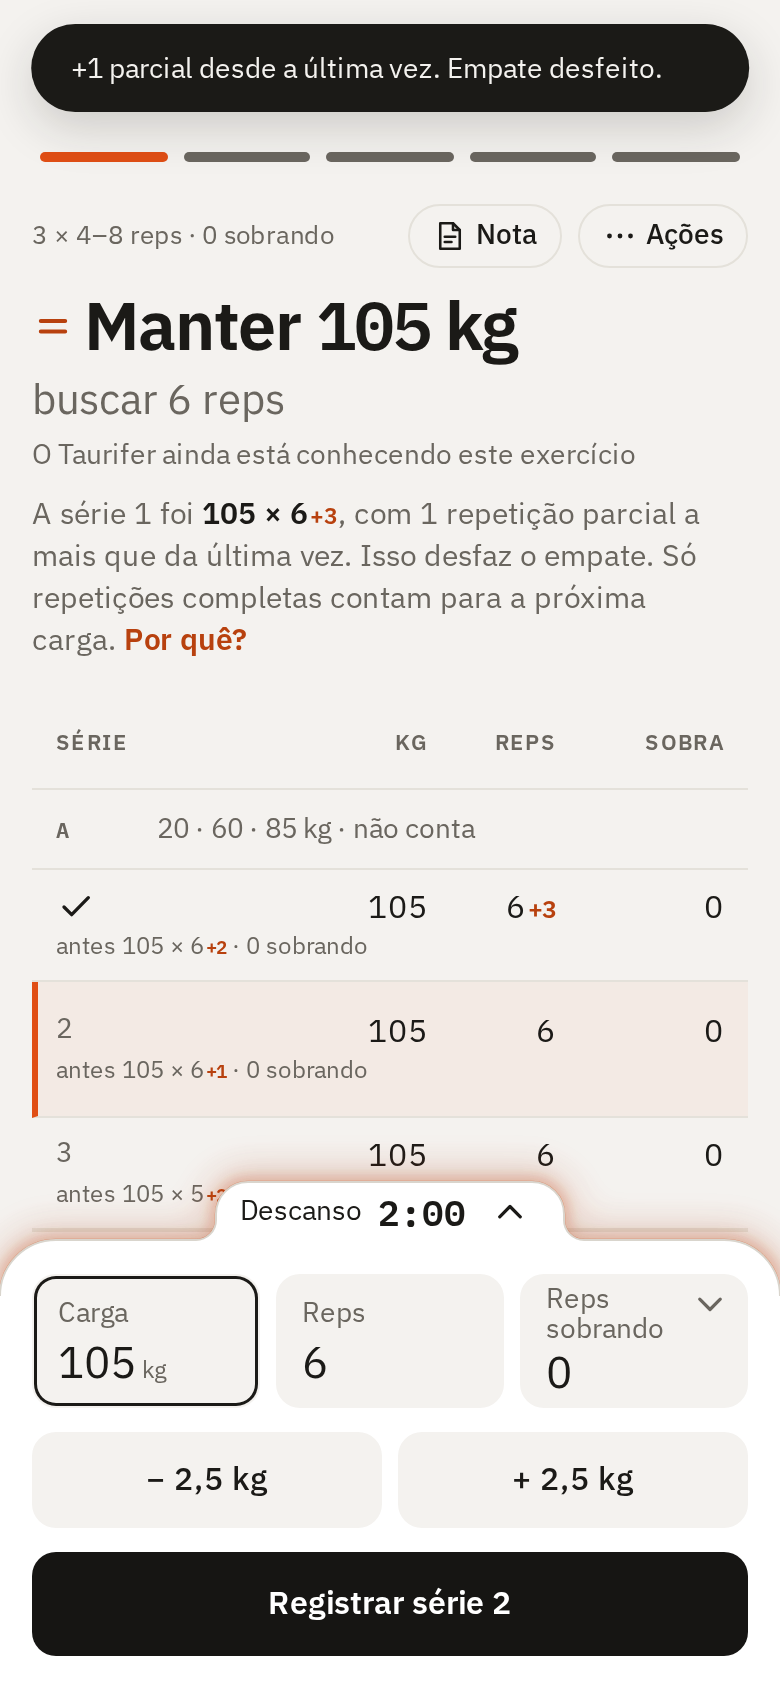 +1 parcial desde a última vez. Empate desfeito.
3 × 4–8 reps · 0 sobrando
Nota
Ações
= Manter 105 kg
buscar 6 reps
O Taurifer ainda está conhecendo este exercício
A série 1 foi 105 × 6+3, com 1 repetição parcial a
mais que da última vez. Isso desfaz o empate. Só
repetições completas contam para a próxima
carga. Por quê?
SÉRIE KG REPS SOBRA
A 20 · 60 · 85 kg · não conta
105 6+3 0
antes 105 × 6+2 · 0 sobrando
2 105 6 0
antes 105 × 6+1 · 0 sobrando
3 105 6 0
antes 105 × 5
Descanso 2:00
Carga
105 kg
Reps
6
Reps
sobrando
0
− 2,5 kg
+ 2,5 kg
Registrar série 2